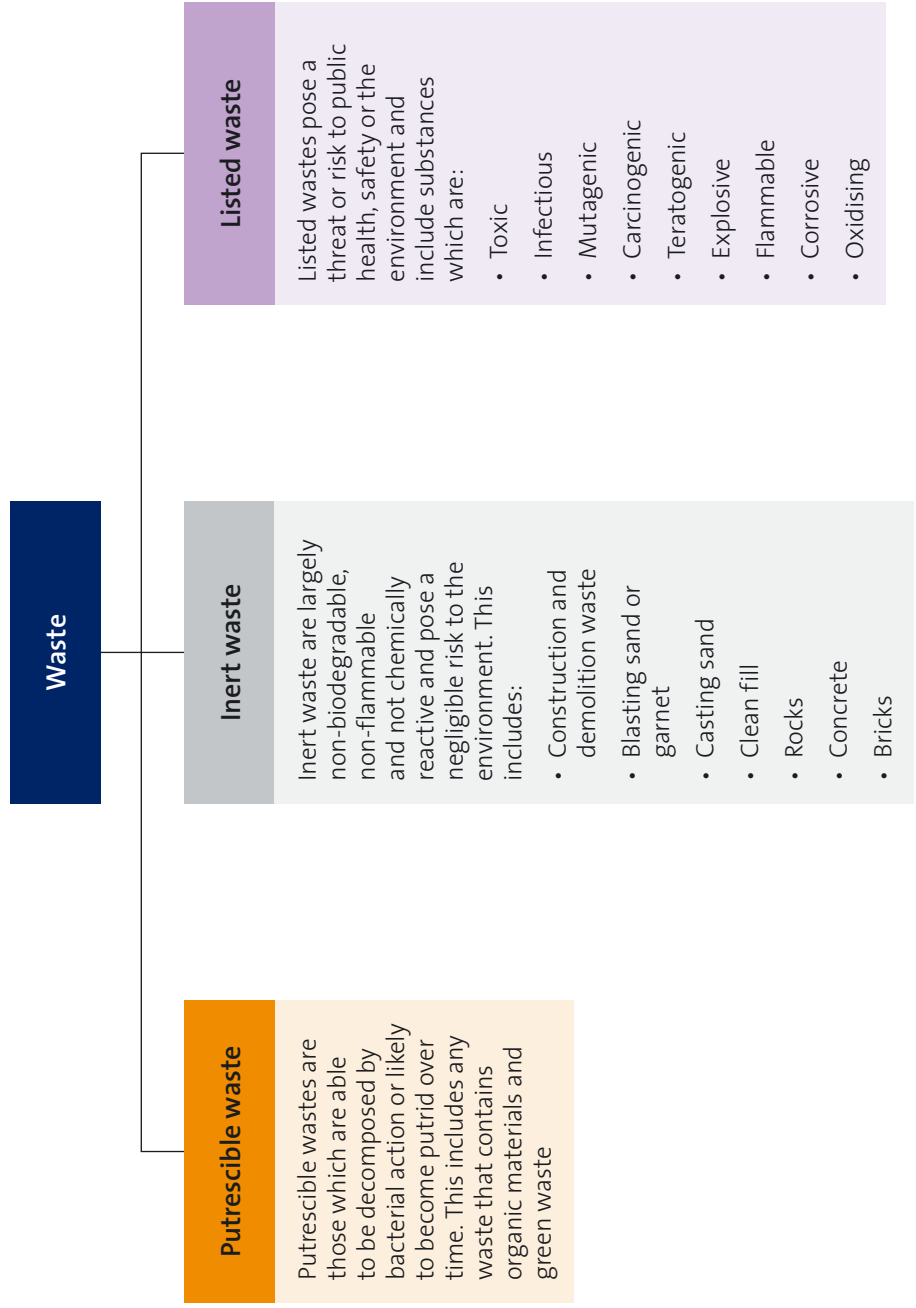 Waste
Putrescible waste
Putrescible wastes are
those which are able
to be decomposed by
bacterial action or likely
to become putrid over
time. This includes any
waste that contains
organic materials and
green waste
Inert waste
Inert waste are largely
non-biodegradable,
non-flammable
and not chemically
reactive and pose a
negligible risk to the
environment. This
includes:
• Construction and
demolition waste
• Blasting sand or
garnet
• Casting sand
• Clean fill
• Rocks
• Concrete
• Bricks
Listed waste
Listed wastes pose a
threat or risk to public
health, safety or the
environment and
include substances
which are:
• Toxic
• Infectious
• Mutagenic
• Carcinogenic
• Teratogenic
• Explosive
• Flammable
• Corrosive
• Oxidising